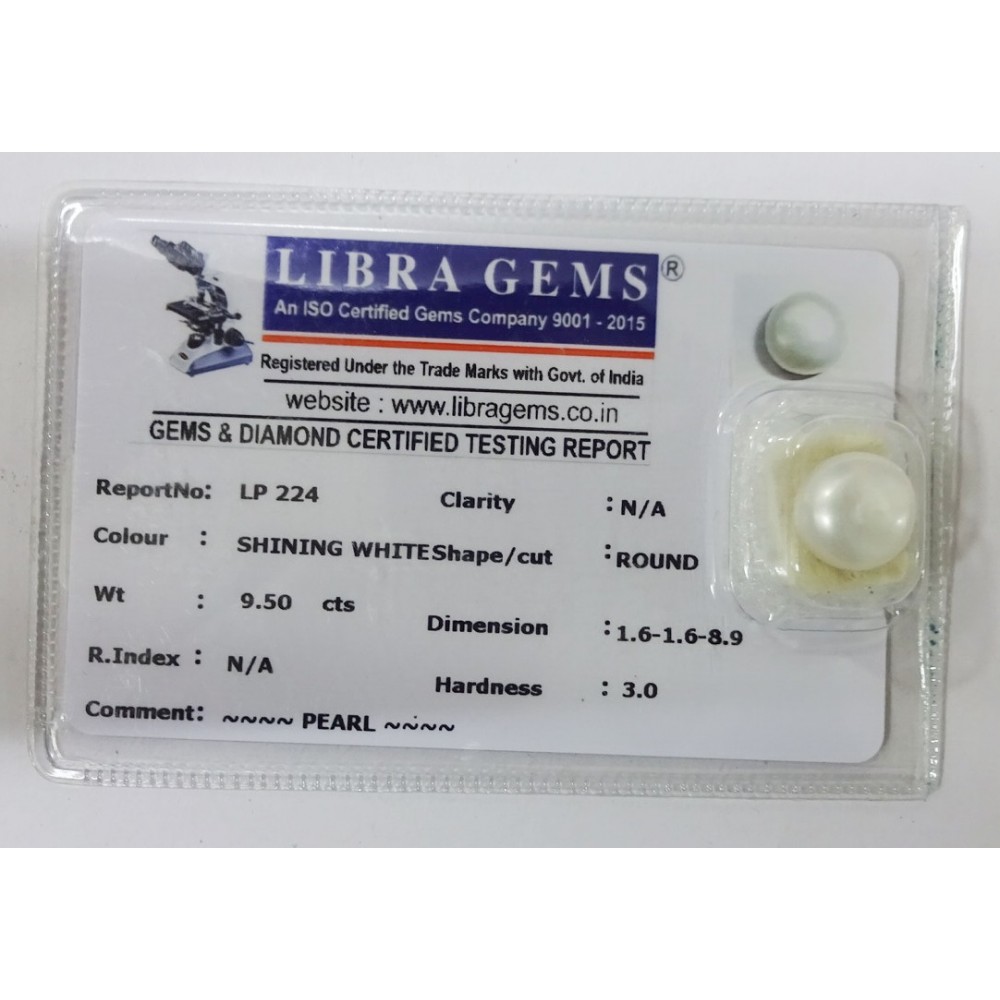 LIBRA GEMS®
An ISO Certified Gems Company 9001 - 2015
Registered Under the Trade Marks with Govt. of India
website : www.libragems.co.in
GEMS & DIAMOND CERTIFIED TESTING REPORT
ReportNo: LP 224 Clarity : N/A
Colour : SHINING WHITE Shape/cut : ROUND
Wt : 9.50 cts Dimension : 1.6-1.6-8.9
R.Index : N/A Hardness : 3.0
Comment: ~~~~ PEARL ~~~~